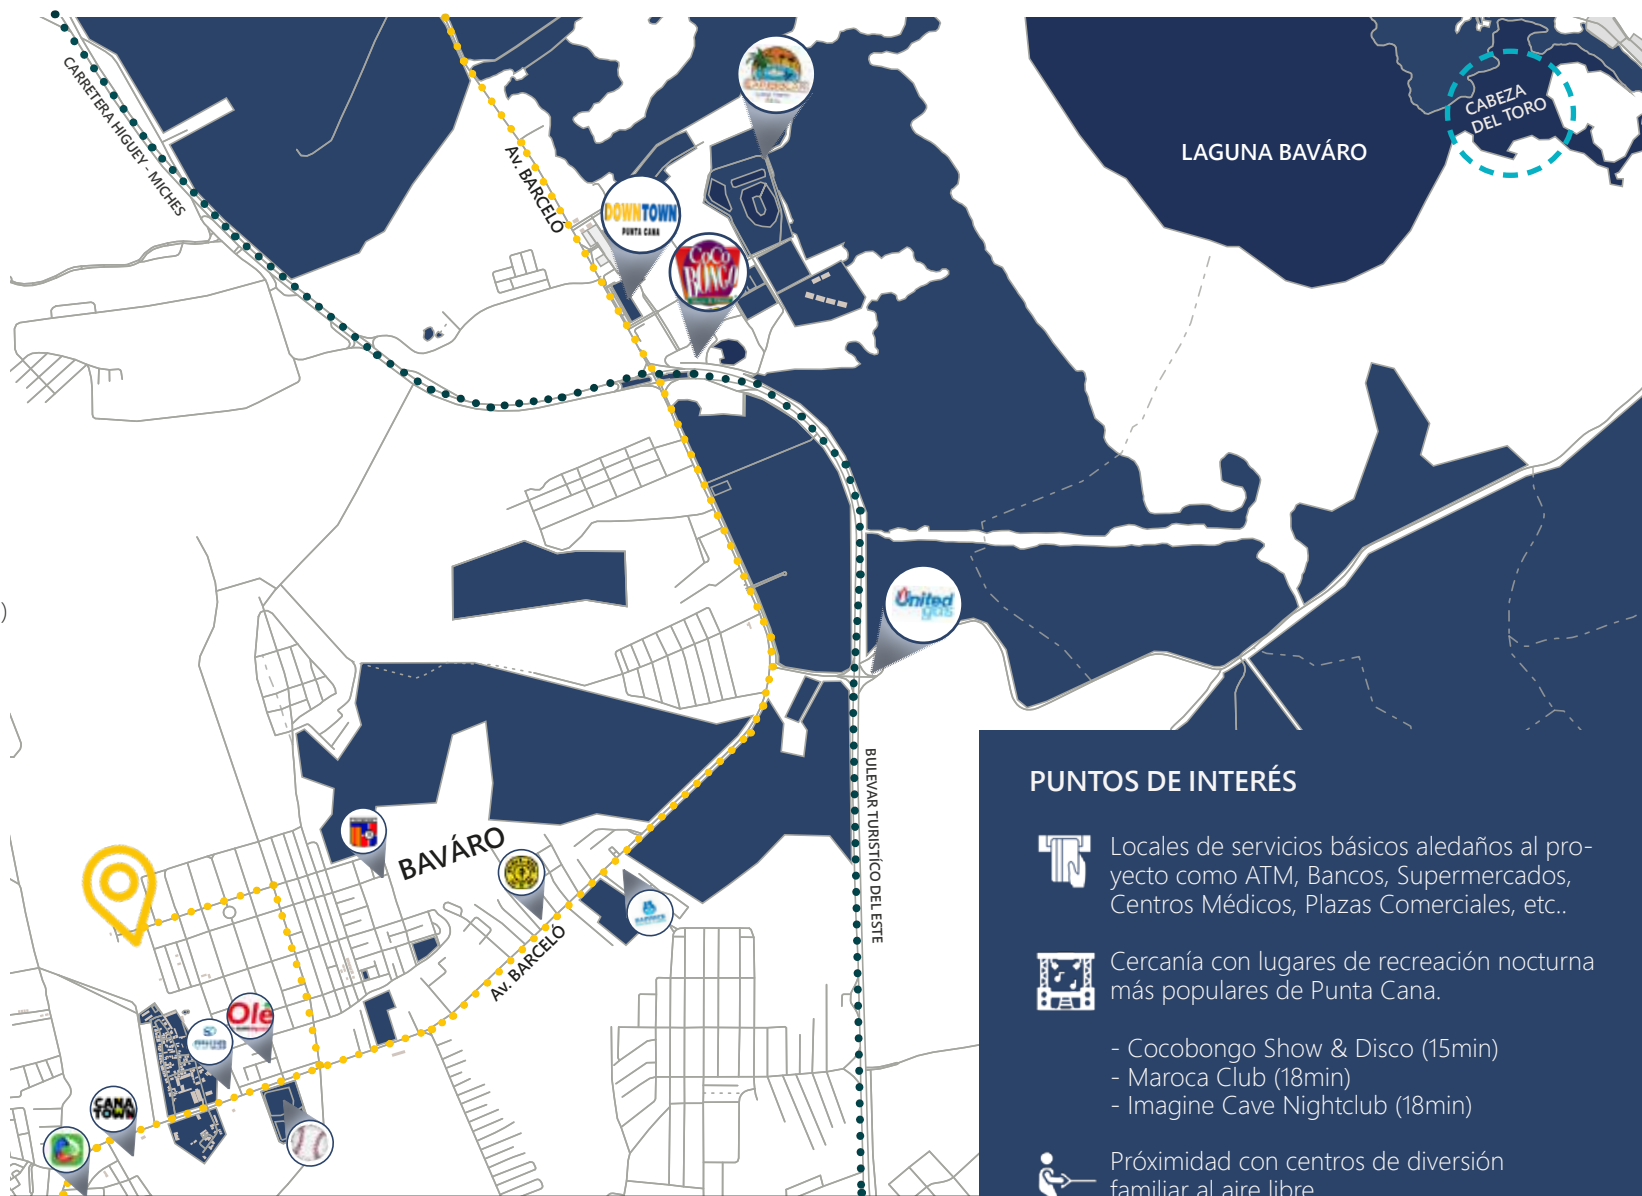 CARRETERA HIGUEY - MICHES
Av. BARCELÓ
DOWNTOWN
PUNTA CANA
COCO
BONGO
LAGUNA BAVÁRO
CABEZA
DEL TORO
United
gas
)
BULEVAR TURISTÍCO DEL ESTE
BAVÁRO
Av. BARCELÓ
Olé
CANA
TOWN
PUNTOS DE INTERÉS
Locales de servicios básicos aledaños al pro-
yecto como ATM, Bancos, Supermercados,
Centros Médicos, Plazas Comerciales, etc..
Cercanía con lugares de recreación nocturna
más populares de Punta Cana.
- Cocobongo Show & Disco (15min)
- Maroca Club (18min)
- Imagine Cave Nightclub (18min)
Próximidad con centros de diversión
familiar al aire libre